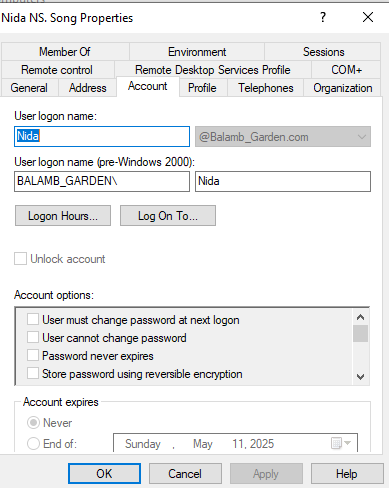 Nida NS. Song Properties
Member Of Environment Sessions
Remote control Remote Desktop Services Profile COM+
General Address Account Profile Telephones Organization
User logon name:
Nida @Balamb_Garden.com
User logon name (pre-Windows 2000):
BALAMB_GARDEN\ Nida
Logon Hours... Log On To...
Unlock account
Account options:
User must change password at next logon
User cannot change password
Password never expires
Store password using reversible encryption
Account expires
Never
End of: Sunday , May 11, 2025
OK Cancel Apply Help